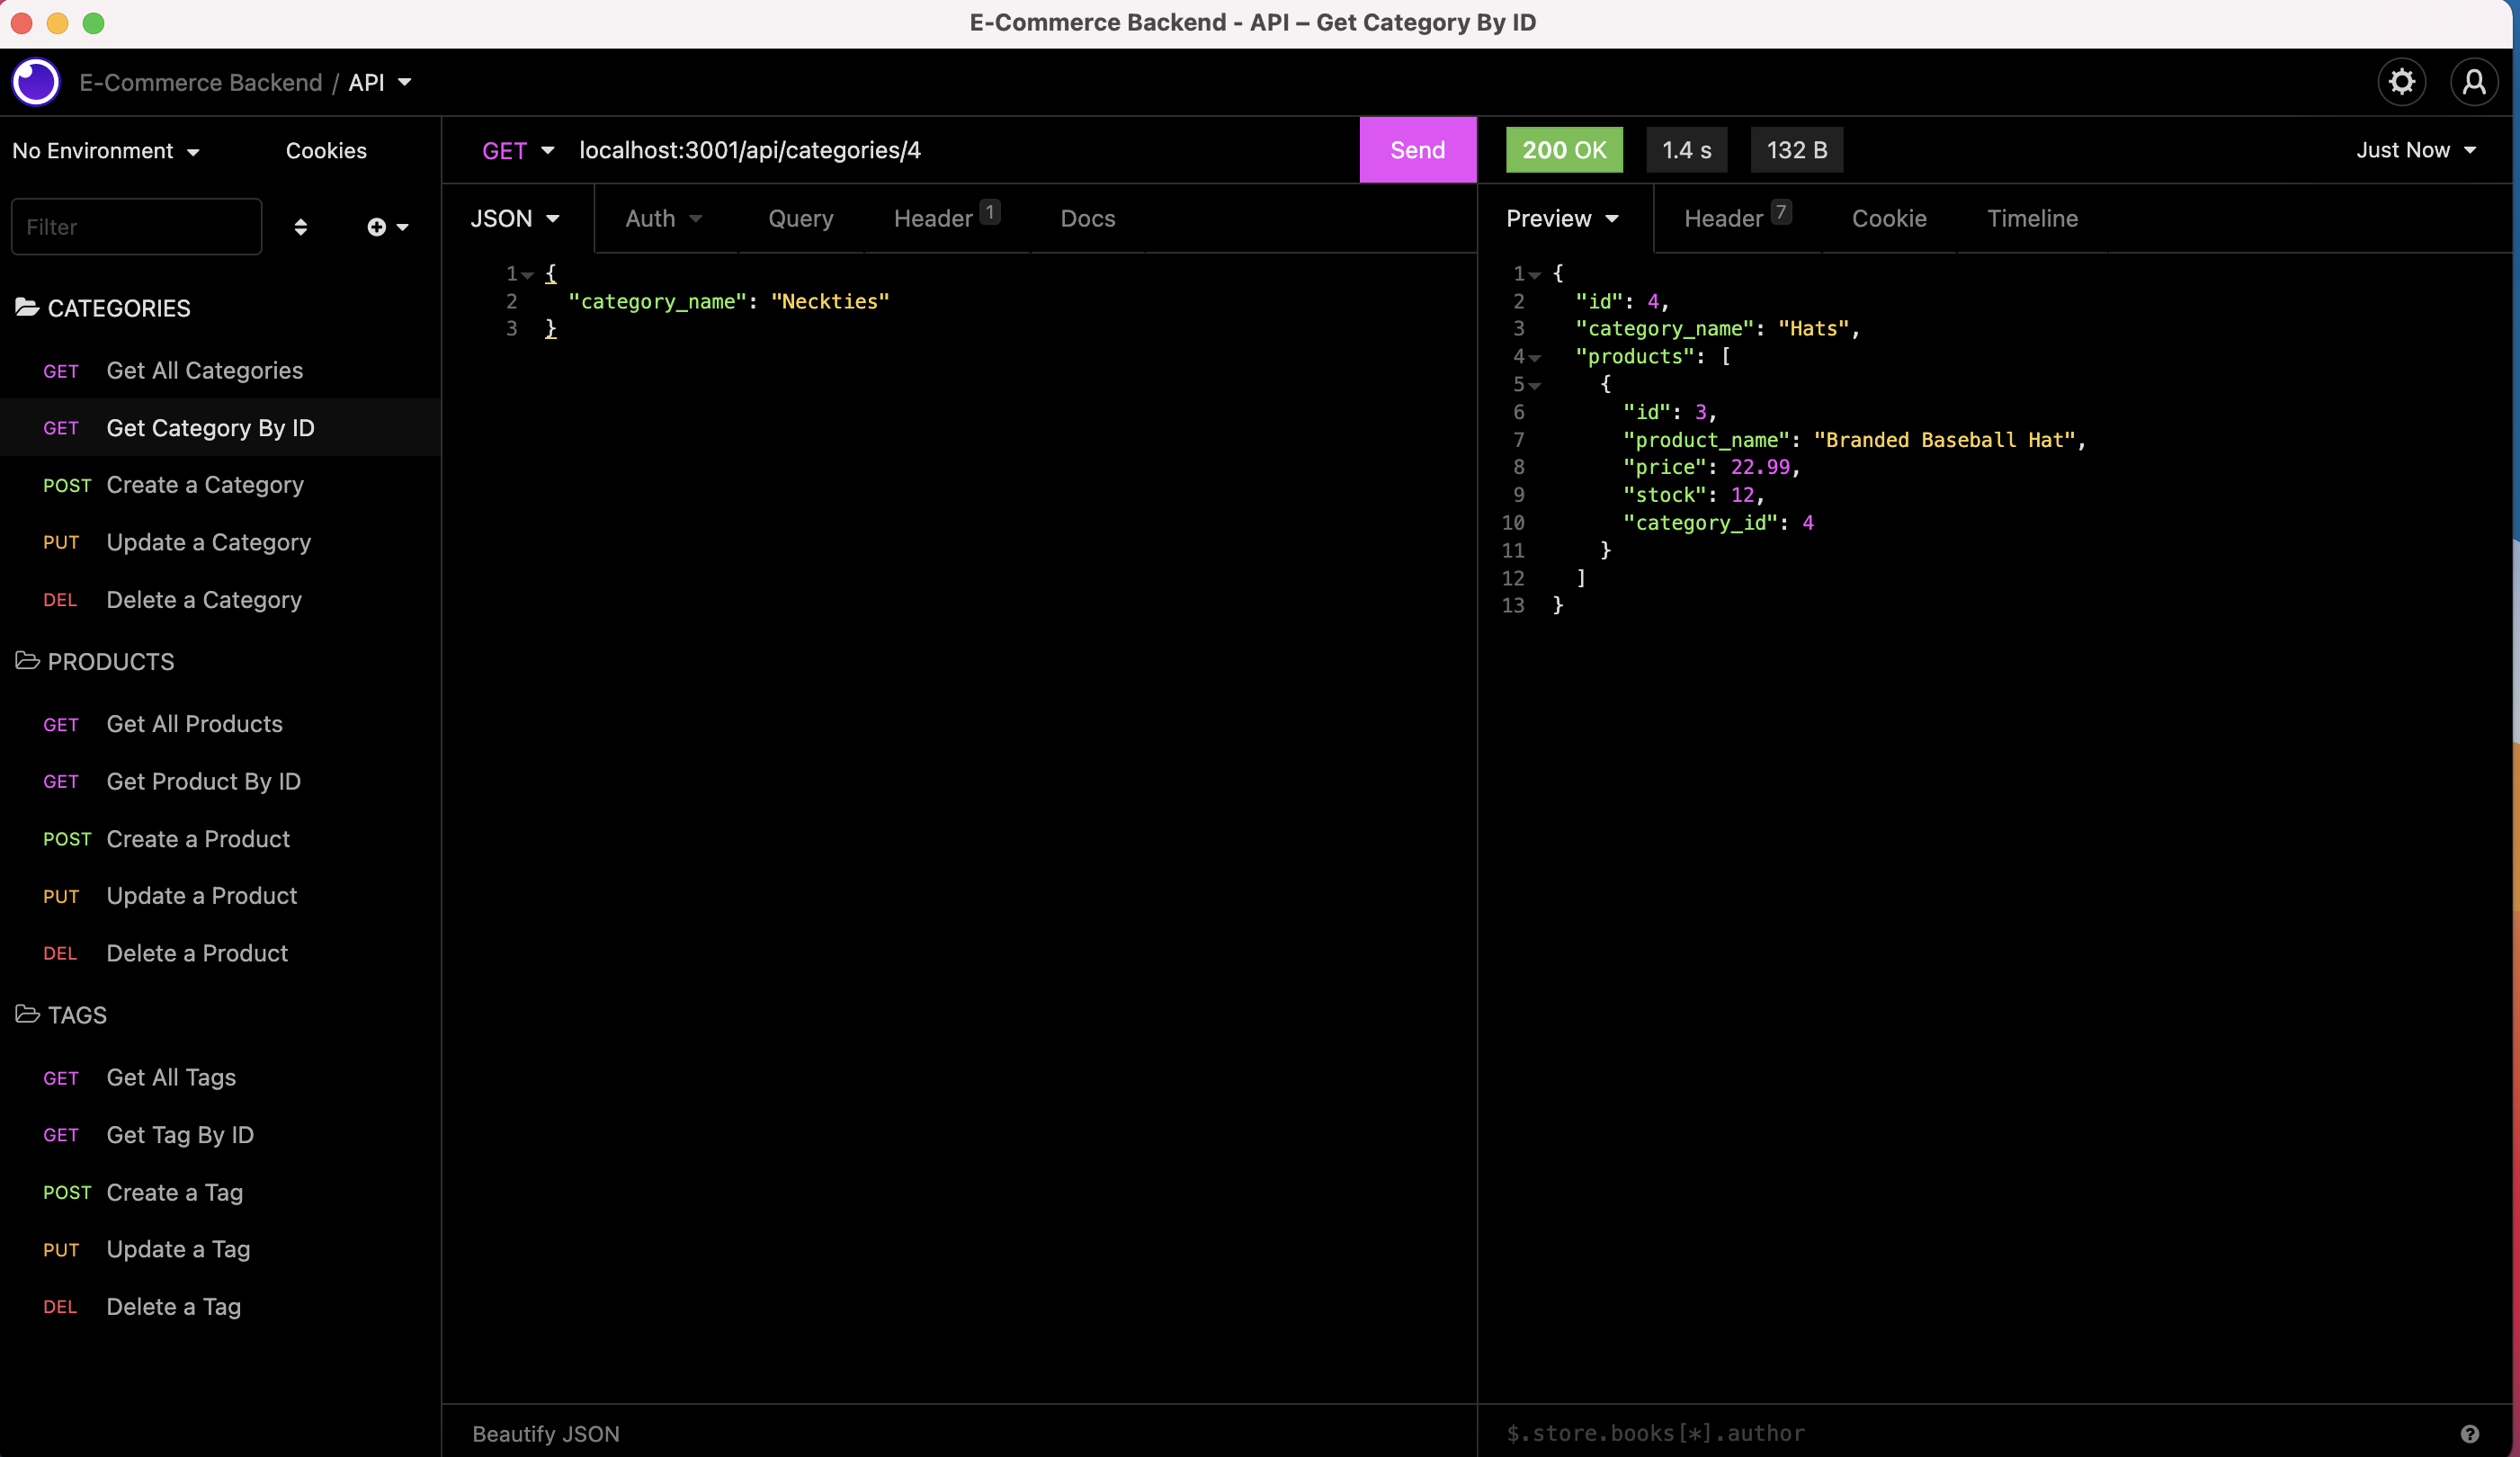 E-Commerce Backend - API – Get Category By ID
E-Commerce Backend / API
No Environment
Cookies
Filter
CATEGORIES
GET Get All Categories
GET Get Category By ID
POST Create a Category
PUT Update a Category
DEL Delete a Category
PRODUCTS
GET Get All Products
GET Get Product By ID
POST Create a Product
PUT Update a Product
DEL Delete a Product
TAGS
GET Get All Tags
GET Get Tag By ID
POST Create a Tag
PUT Update a Tag
DEL Delete a Tag
GET localhost:3001/api/categories/4 Send
JSON Auth Query Header 1 Docs
1 {
2 "category_name": "Neckties"
3 }
Beautify JSON
200 OK 1.4 s 132 B Just Now
Preview Header 7 Cookie Timeline
1 {
2 "id": 4,
3 "category_name": "Hats",
4 "products": [
5 {
6 "id": 3,
7 "product_name": "Branded Baseball Hat",
8 "price": 22.99,
9 "stock": 12,
10 "category_id": 4
11 }
12 ]
13 }
$.store.books[*].author
?